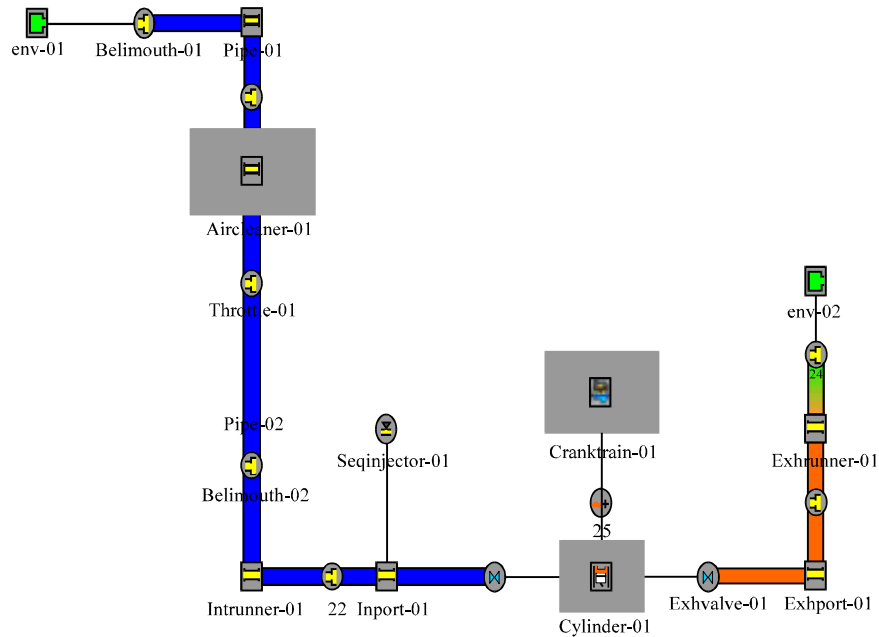 env-01
Belimouth-01
Pipe-01
Aircleaner-01
Throttle-01
env-02
24
Pipe-02
Cranktrain-01
Seqinjector-01
Exhrunner-01
Belimouth-02
25
Intrunner-01
22
Inport-01
Cylinder-01
Exhvalve-01
Exhport-01